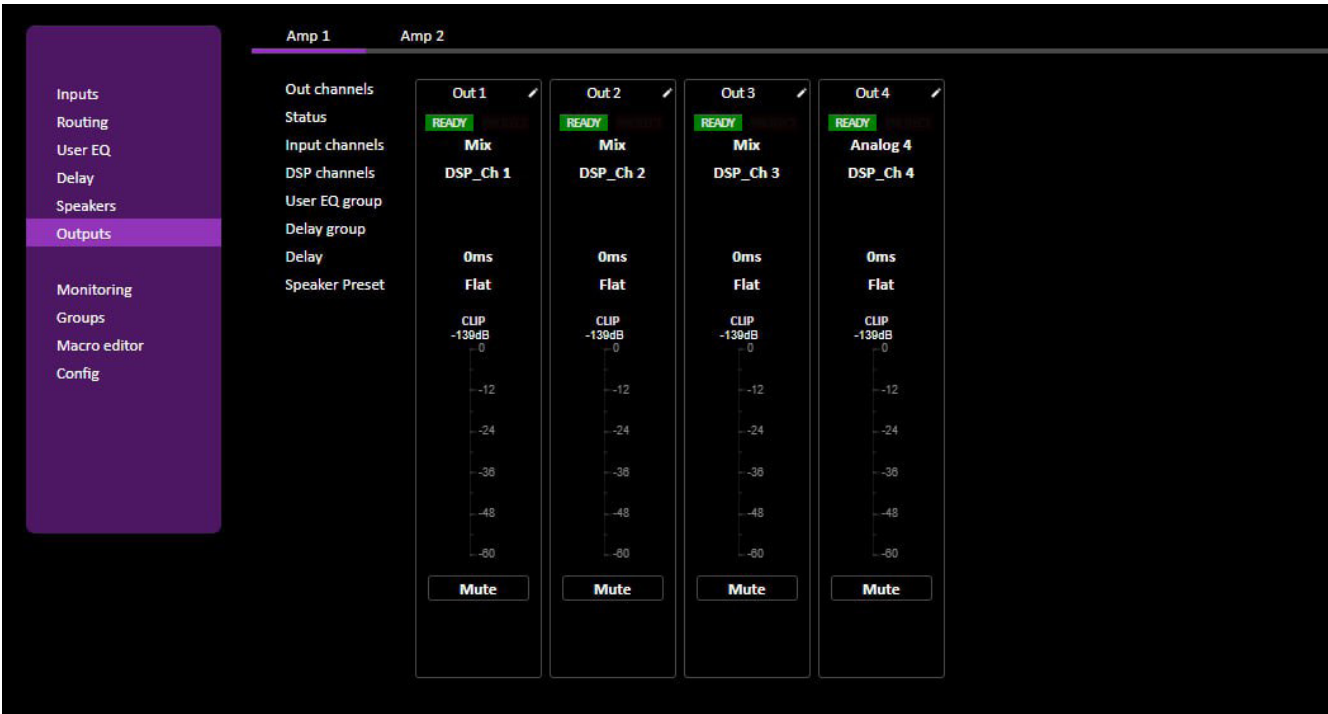 Amp 1 Amp 2
Inputs
Routing
User EQ
Delay
Speakers
Outputs
Monitoring
Groups
Macro editor
Config
Out channels Out 1 Out 2 Out 3 Out 4
Status READY READY READY READY
Input channels Mix Mix Mix Analog 4
DSP channels DSP_Ch 1 DSP_Ch 2 DSP_Ch 3 DSP_Ch 4
User EQ group
Delay group
Delay 0ms 0ms 0ms 0ms
Speaker Preset Flat Flat Flat Flat
CLIP CLIP CLIP CLIP
-139dB -139dB -139dB -139dB
0 0 0 0
-12 -12 -12 -12
-24 -24 -24 -24
-36 -36 -36 -36
-48 -48 -48 -48
-60 -60 -60 -60
Mute Mute Mute Mute